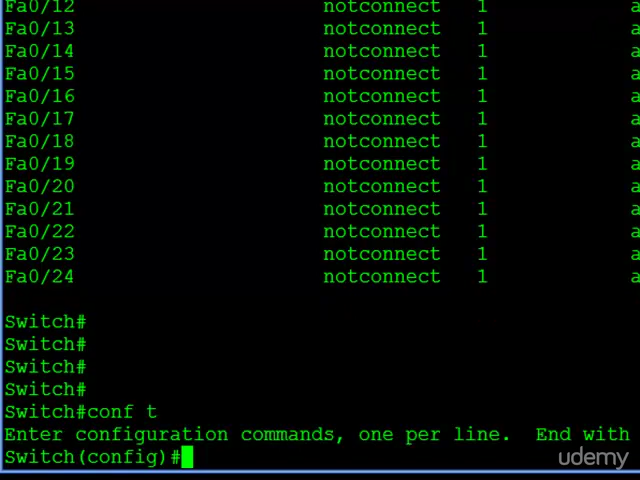 Fa0/12 notconnect 1 a
Fa0/13 notconnect 1 a
Fa0/14 notconnect 1 a
Fa0/15 notconnect 1 a
Fa0/16 notconnect 1 a
Fa0/17 notconnect 1 a
Fa0/18 notconnect 1 a
Fa0/19 notconnect 1 a
Fa0/20 notconnect 1 a
Fa0/21 notconnect 1 a
Fa0/22 notconnect 1 a
Fa0/23 notconnect 1 a
Fa0/24 notconnect 1 a
Switch#
Switch#
Switch#
Switch#
Switch#conf t
Enter configuration commands, one per line. End with
Switch(config)#
udemy